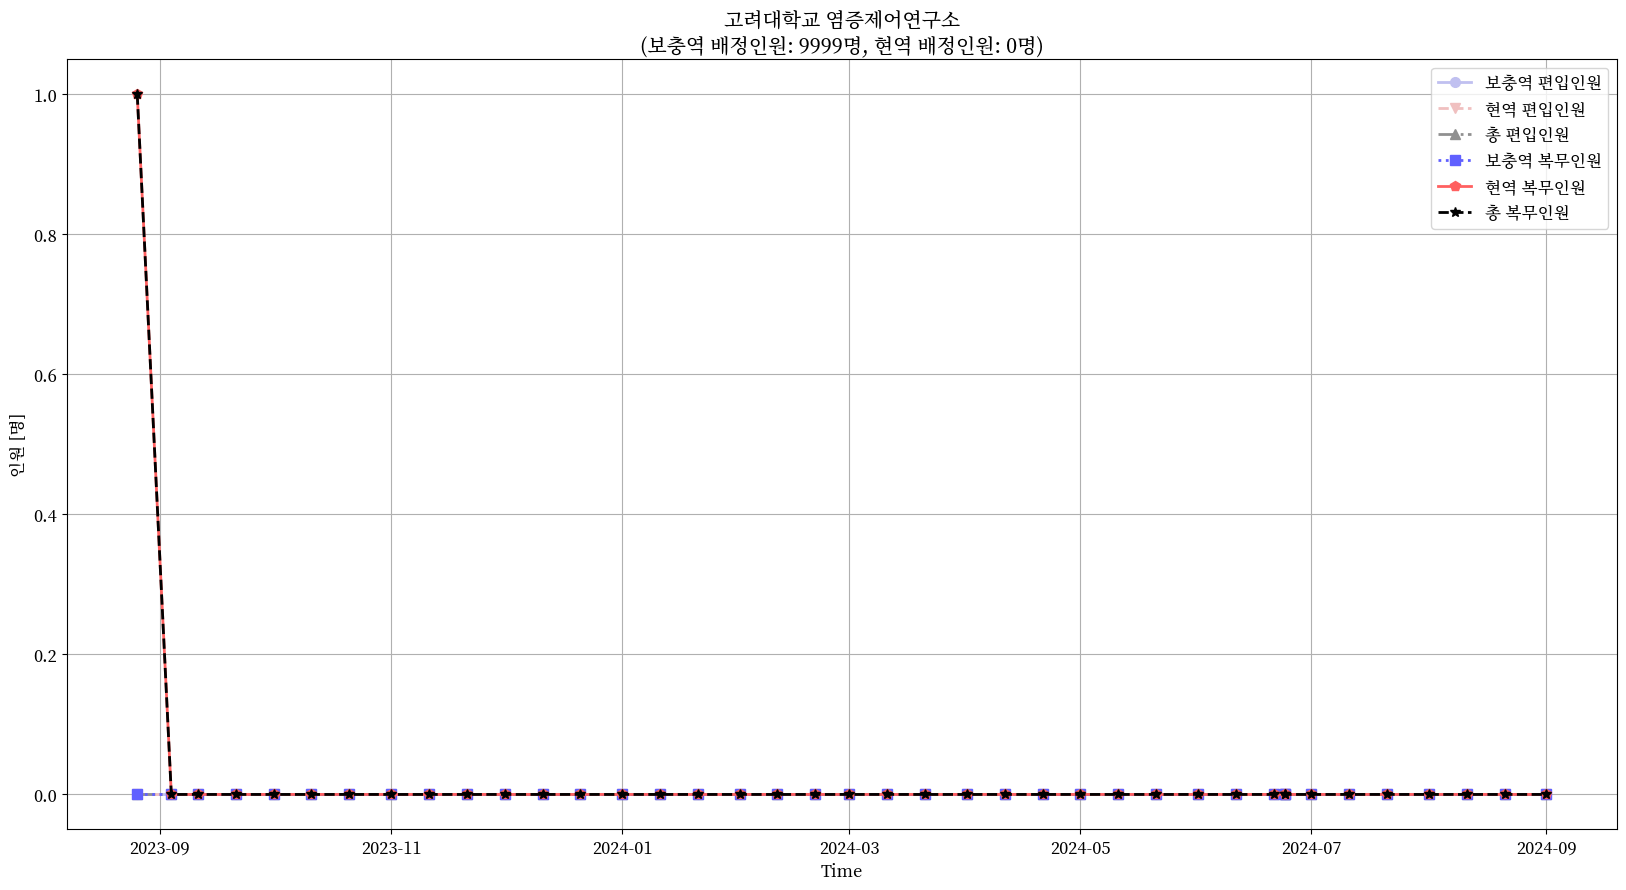 고려대학교 염증제어연구소
(보충역 배정인원: 9999명, 현역 배정인원: 0명)
보충역 편입인원
현역 편입인원
총 편입인원
보충역 복무인원
현역 복무인원
총 복무인원
1.0
0.8
0.6
0.4
0.2
0.0
인원 [명]
2023-09
2023-11
2024-01
2024-03
2024-05
2024-07
2024-09
Time